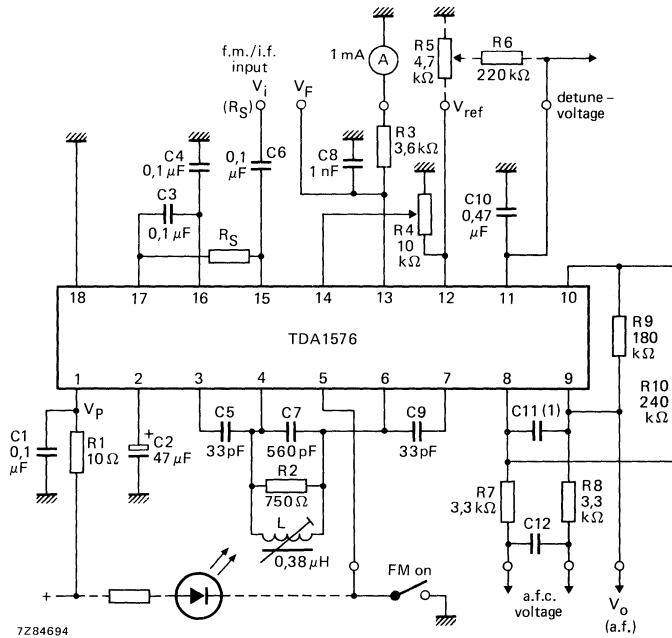 f.m./i.f.
input
Vi
(RS)
VF
1 mA
A
R5
4,7
kΩ
R6
220 kΩ
Vref
detune –
voltage
C4
0,1 μF
C3
0,1 μF
0,1
μF
C6
C8
1 nF
R3
3,6 kΩ
RS
R4
10
kΩ
C10
0,47
μF
18
17
16
15
14
13
12
11
10
TDA1576
1
2
3
4
5
6
7
8
9
R9
180
kΩ
R10
240
kΩ
VP
C1
0,1
μF
R1
10 Ω
+
C2
47 μF
C5
33 pF
C7
560 pF
C9
33 pF
R2
750 Ω
L
0,38 μH
C11 (1)
R7
3,3 kΩ
R8
3,3
kΩ
C12
+
FM on
a.f.c.
voltage
Vo
(a.f.)
7Z84694